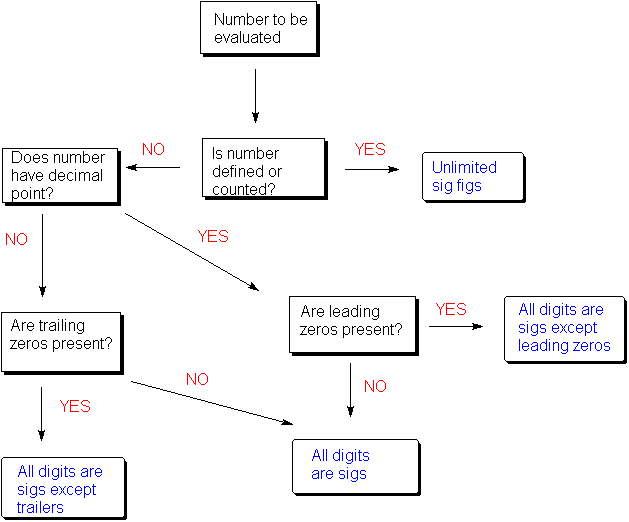 Number to be
evaluated
NO
Is number
defined or
counted?
YES
Does number
have decimal
point?
Unlimited
sig figs
NO
YES
Are trailing
zeros present?
Are leading
zeros present?
YES
All digits are
sigs except
leading zeros
NO
NO
YES
All digits
are sigs
All digits are
sigs except
trailers